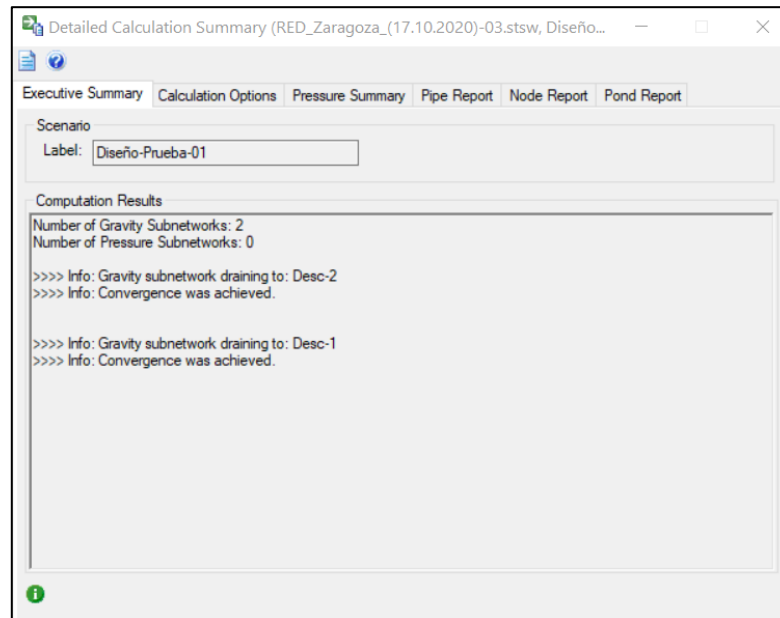 Detailed Calculation Summary (RED_Zaragoza_(17.10.2020)-03.stsw, Diseño...
Executive Summary Calculation Options Pressure Summary Pipe Report Node Report Pond Report
Scenario
Label: Diseño-Prueba-01
Computation Results
Number of Gravity Subnetworks: 2
Number of Pressure Subnetworks: 0
>>>> Info: Gravity subnetwork draining to: Desc-2
>>>> Info: Convergence was achieved.
>>>> Info: Gravity subnetwork draining to: Desc-1
>>>> Info: Convergence was achieved.